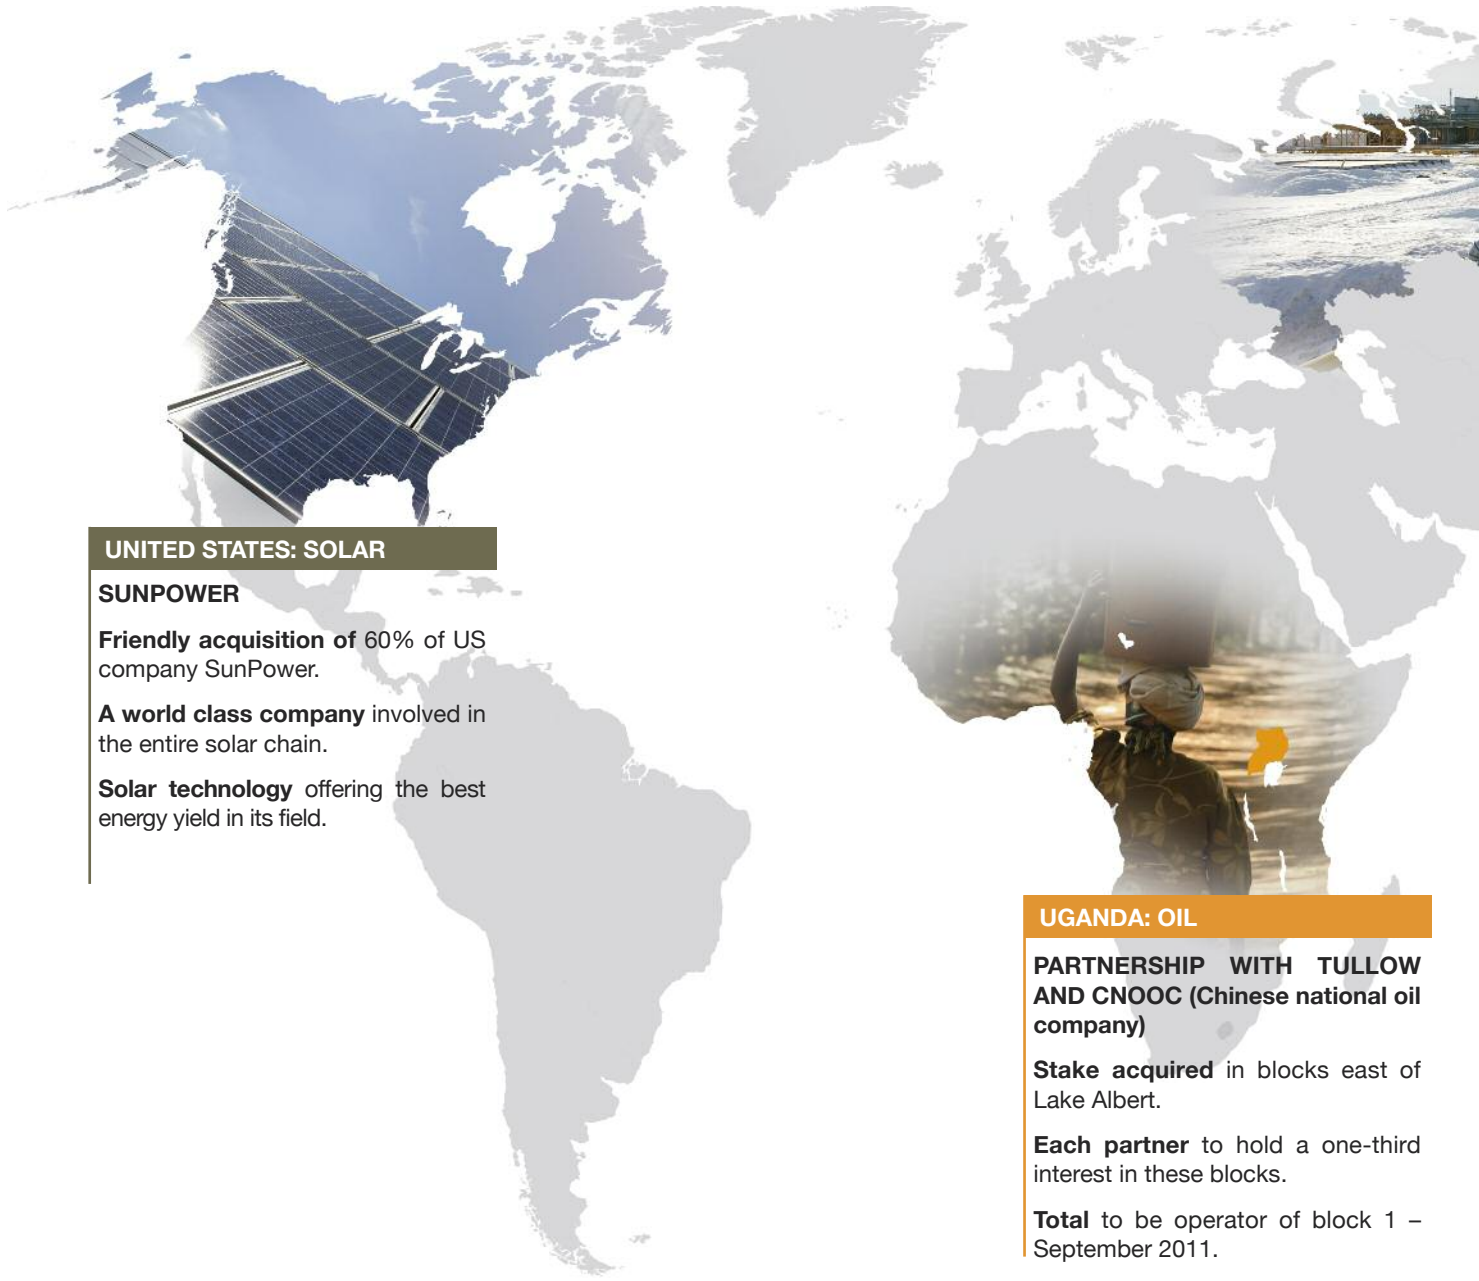 UNITED STATES: SOLAR
SUNPOWER
Friendly acquisition of 60% of US
company SunPower.
A world class company involved in
the entire solar chain.
Solar technology offering the best
energy yield in its field.
UGANDA: OIL
PARTNERSHIP WITH TULLOW
AND CNOOC (Chinese national oil
company)
Stake acquired in blocks east of
Lake Albert.
Each partner to hold a one-third
interest in these blocks.
Total to be operator of block 1 –
September 2011.